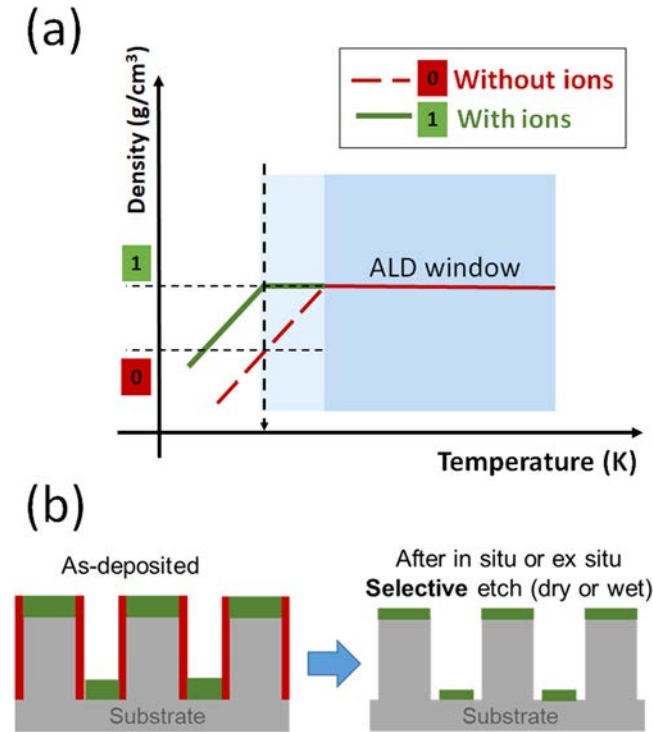 (a)
0 Without ions
1 With ions
Density (g/cm³)
1
ALD window
0
Temperature (K)
(b)
As-deposited
After in situ or ex situ
Selective etch (dry or wet)
Substrate
Substrate